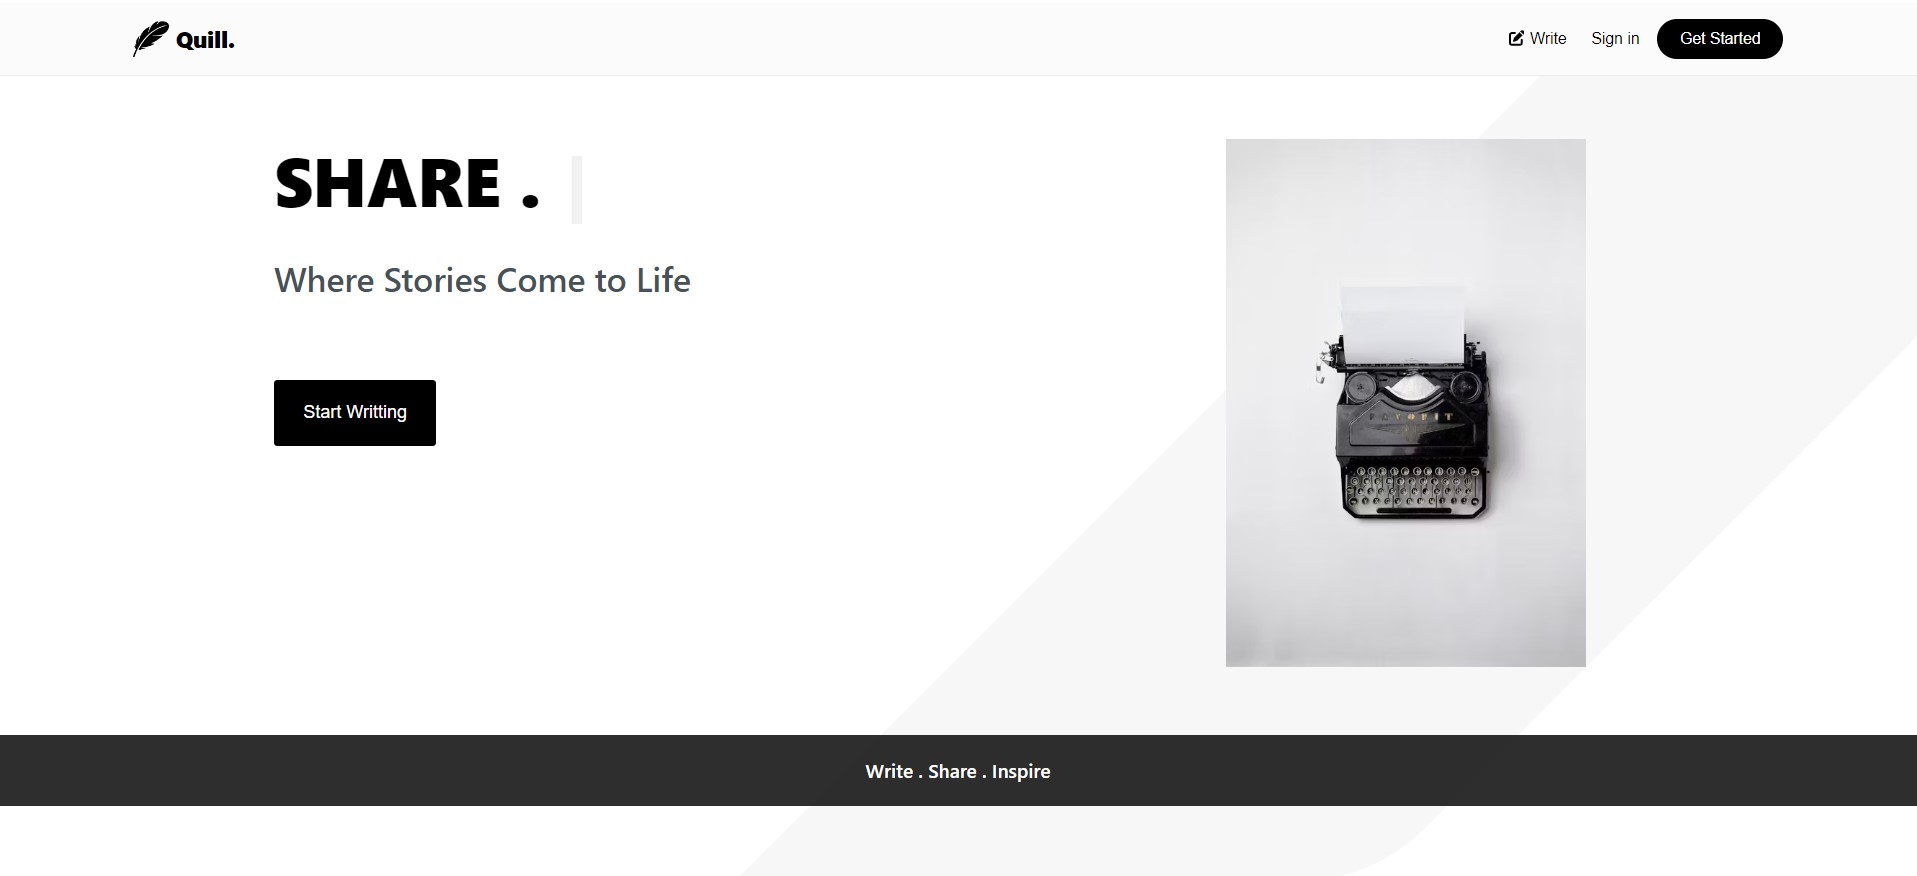 Quill.
Write
Sign in
Get Started
SHARE .
Where Stories Come to Life
Start Writting
Write . Share . Inspire